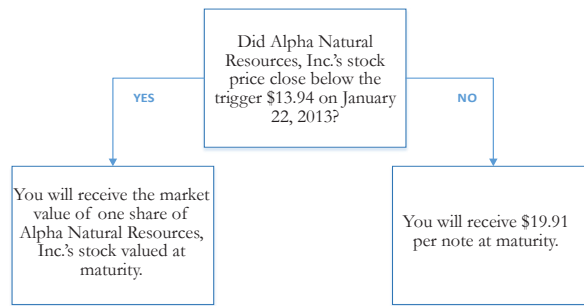 Did Alpha Natural
Resources, Inc.'s stock
price close below the
trigger $13.94 on January
22, 2013?
YES
NO
You will receive the market
value of one share of
Alpha Natural Resources,
Inc.'s stock valued at
maturity.
You will receive $19.91
per note at maturity.